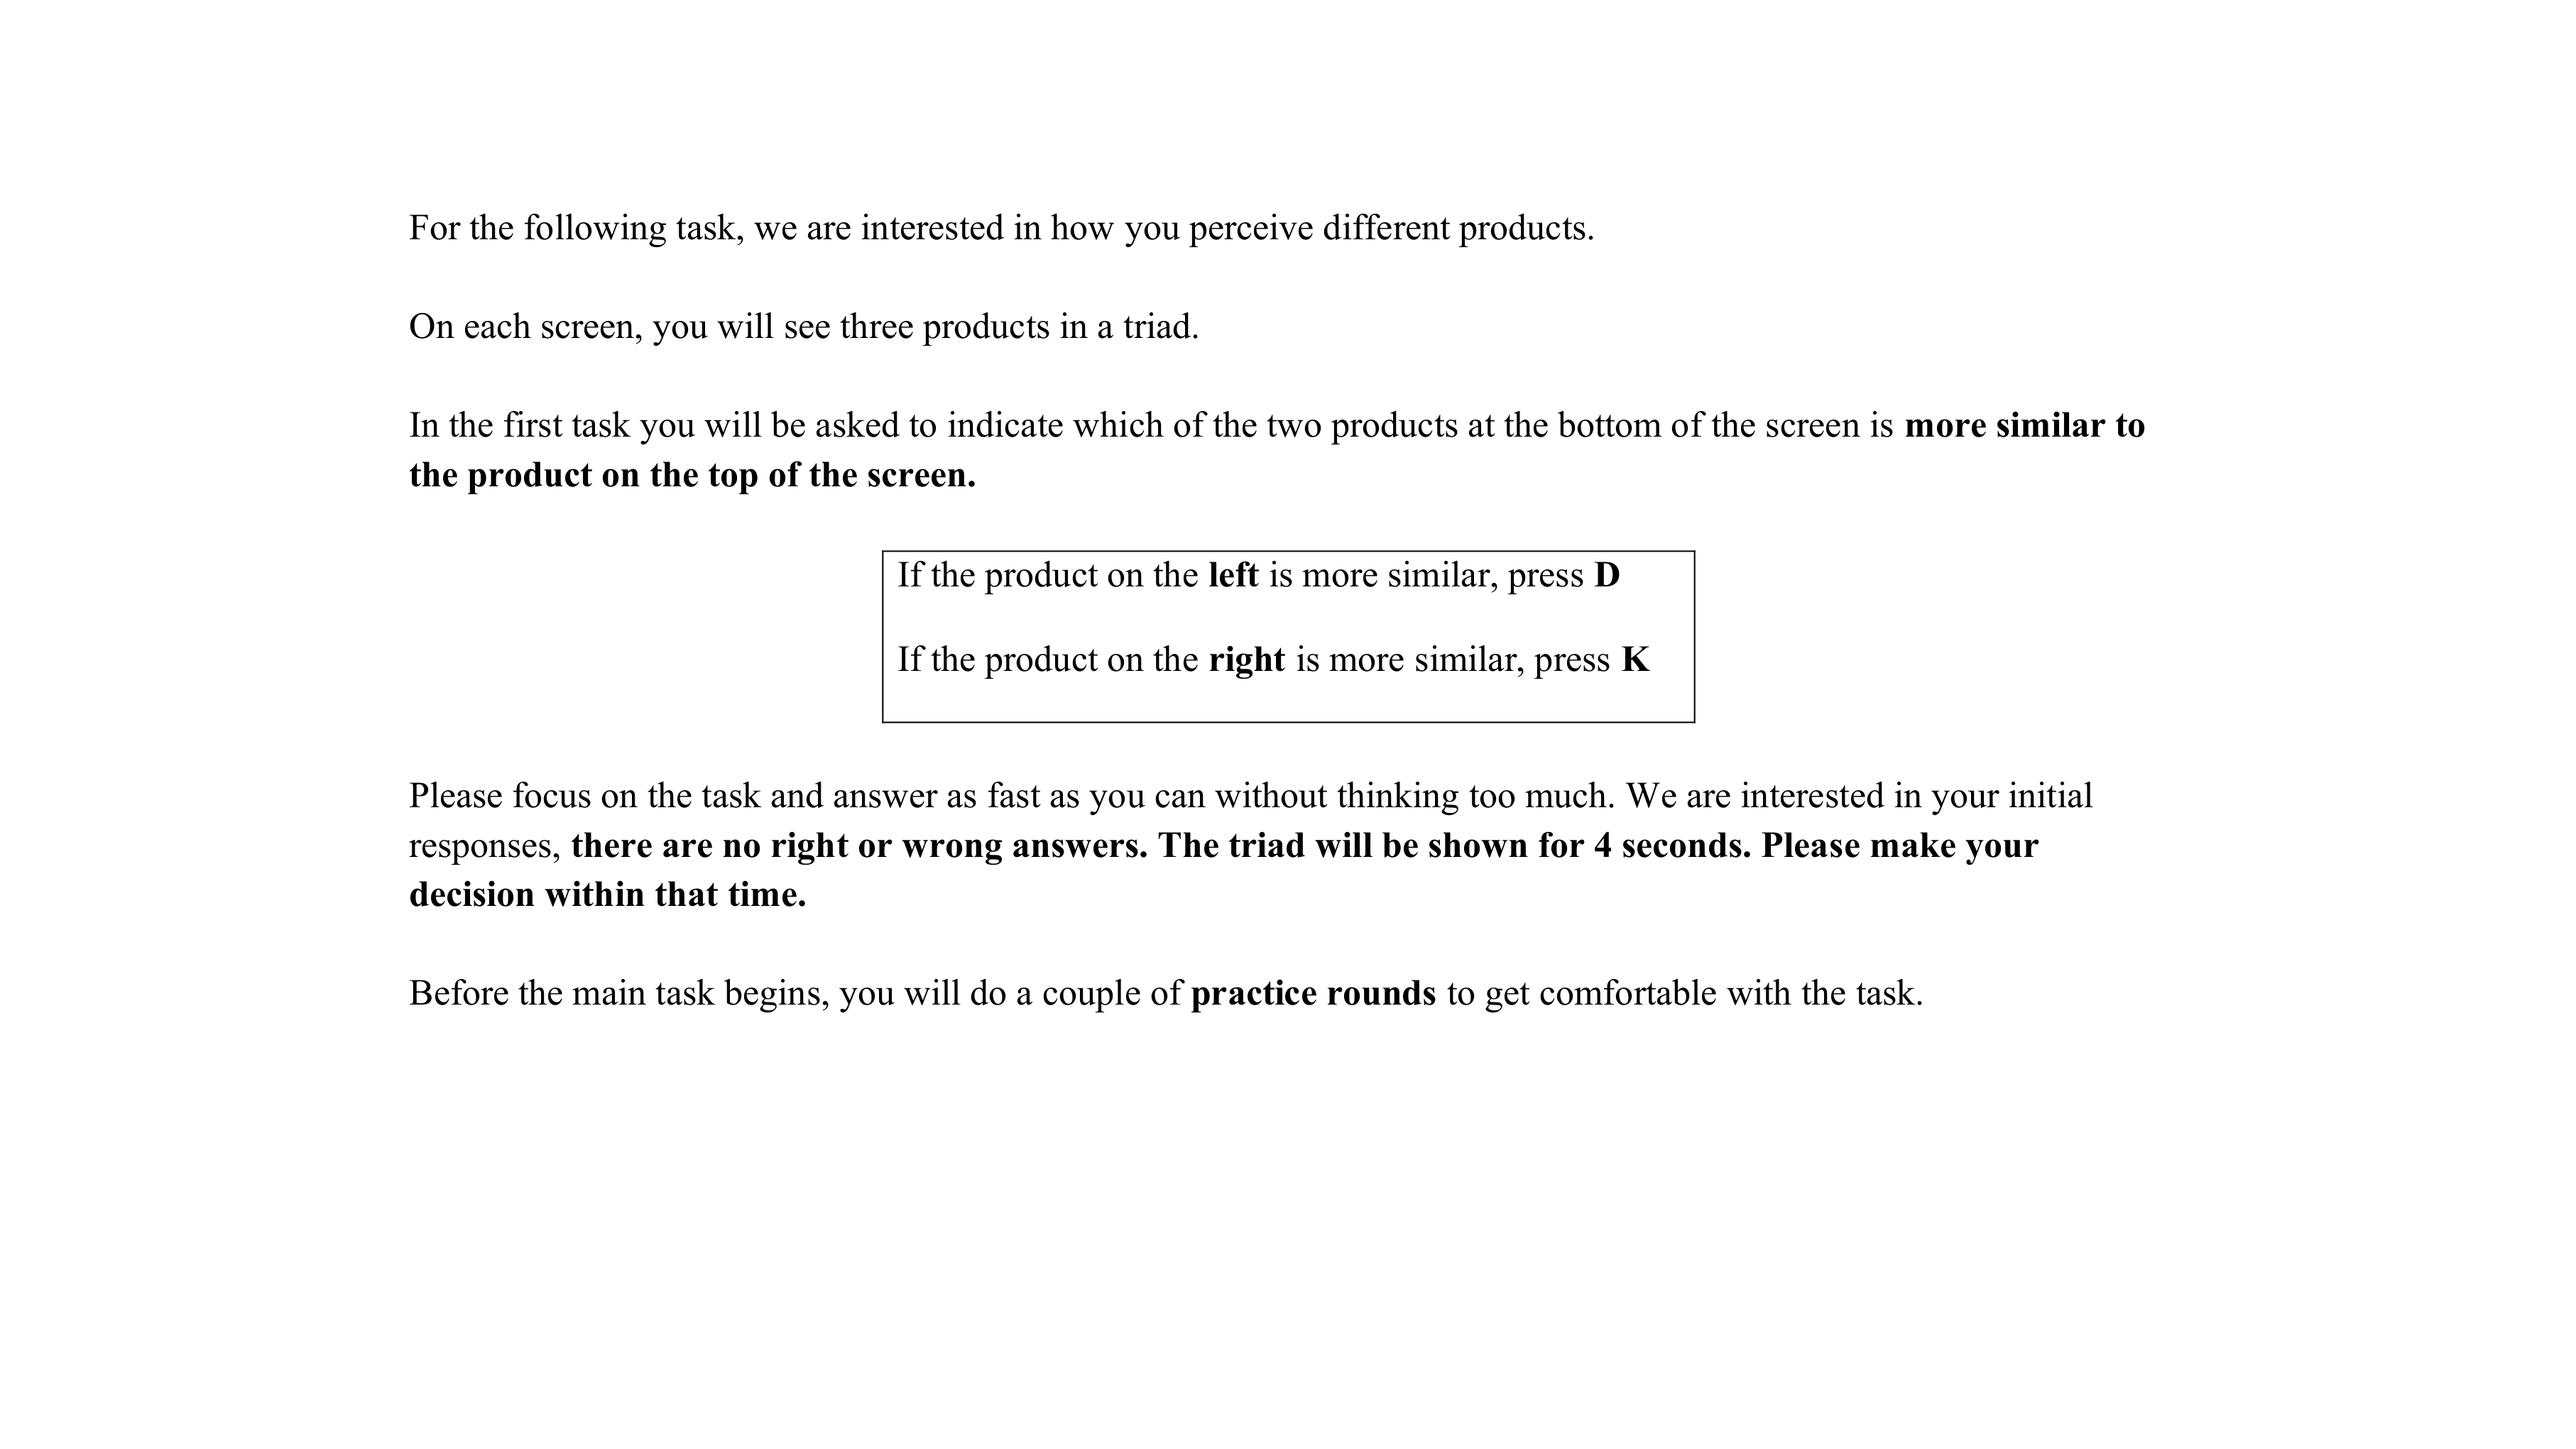 For the following task, we are interested in how you perceive different products.
On each screen, you will see three products in a triad.
In the first task you will be asked to indicate which of the two products at the bottom of the screen is more similar to
the product on the top of the screen.
If the product on the left is more similar, press D
If the product on the right is more similar, press K
Please focus on the task and answer as fast as you can without thinking too much. We are interested in your initial
responses, there are no right or wrong answers. The triad will be shown for 4 seconds. Please make your
decision within that time.
Before the main task begins, you will do a couple of practice rounds to get comfortable with the task.